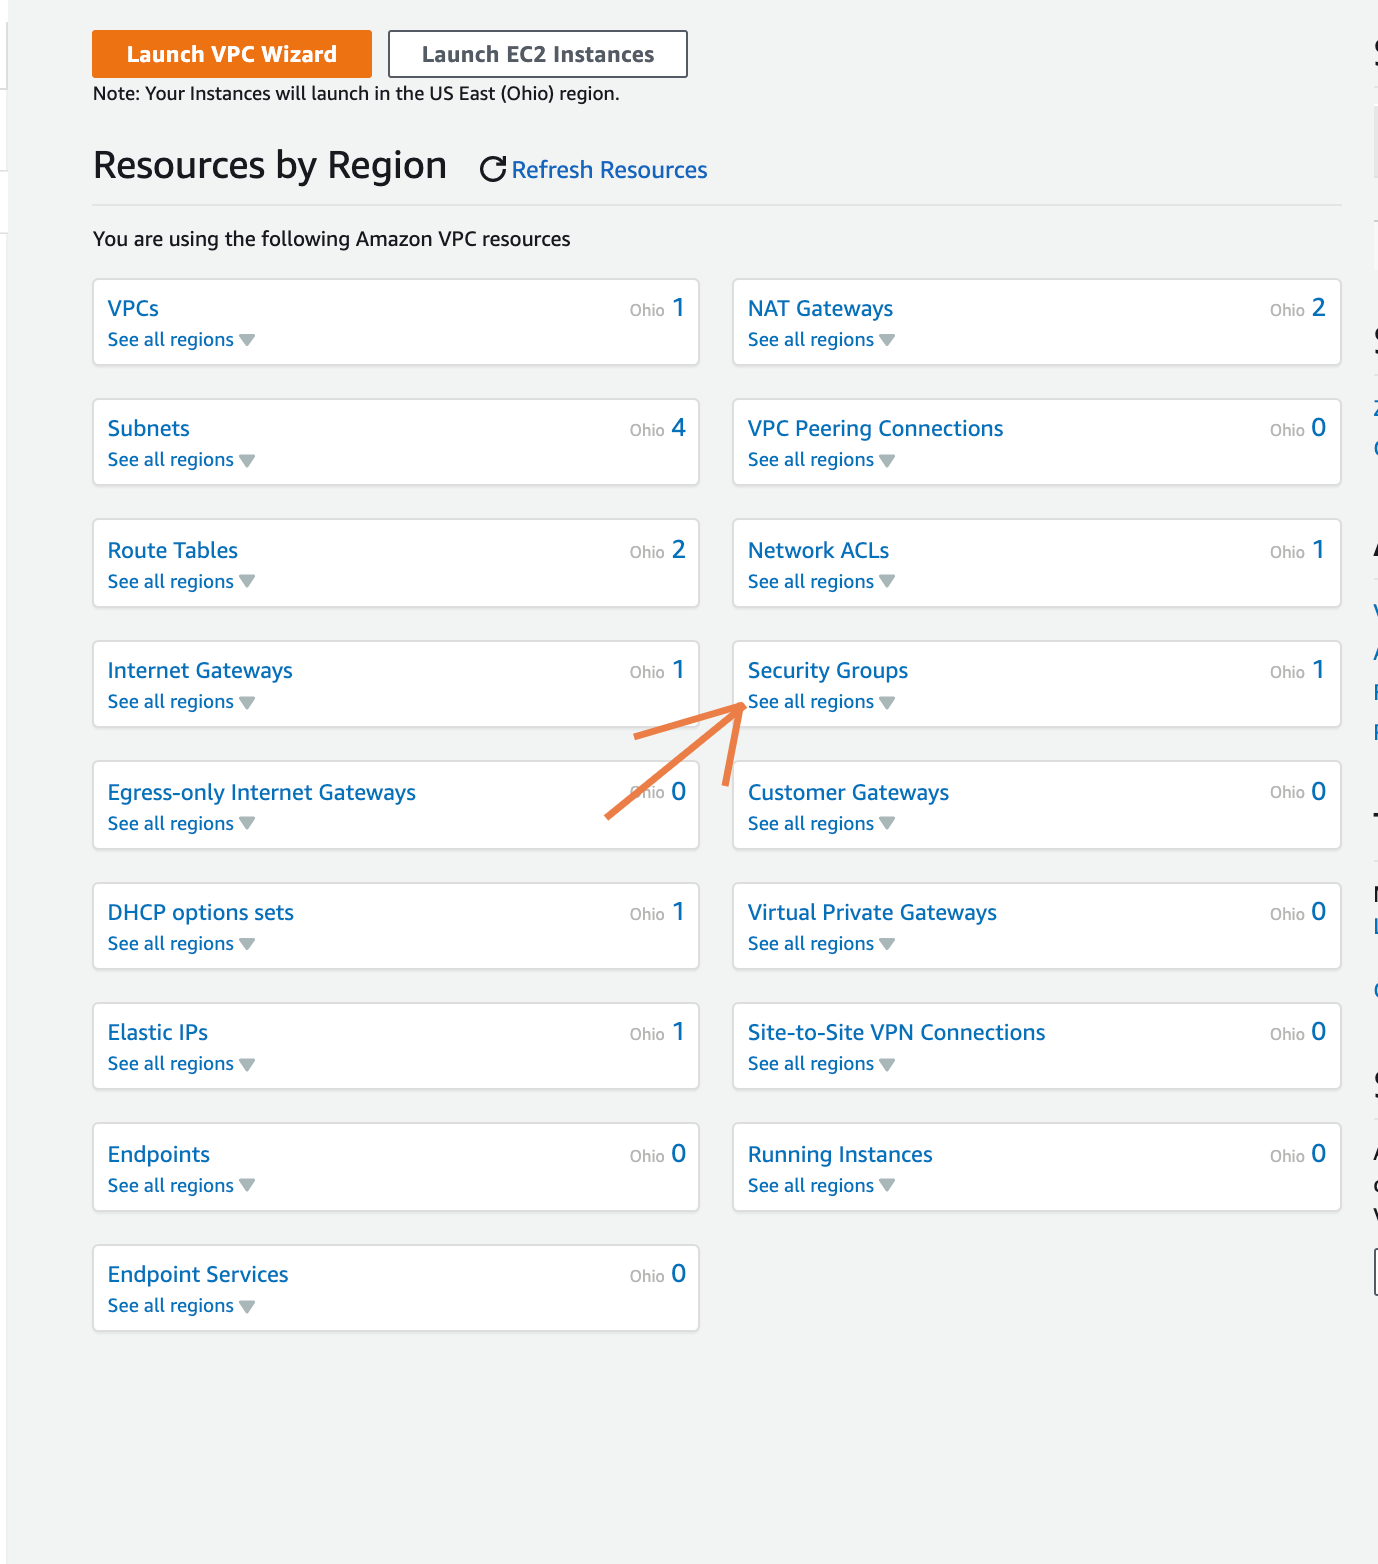 Launch VPC Wizard
Launch EC2 Instances
Note: Your Instances will launch in the US East (Ohio) region.
Resources by Region
Refresh Resources
You are using the following Amazon VPC resources
VPCs
Ohio 1
See all regions
NAT Gateways
Ohio 2
See all regions
Subnets
Ohio 4
See all regions
VPC Peering Connections
Ohio 0
See all regions
Route Tables
Ohio 2
See all regions
Network ACLs
Ohio 1
See all regions
Internet Gateways
Ohio 1
See all regions
Security Groups
Ohio 1
See all regions
Egress-only Internet Gateways
Ohio 0
See all regions
Customer Gateways
Ohio 0
See all regions
DHCP options sets
Ohio 1
See all regions
Virtual Private Gateways
Ohio 0
See all regions
Elastic IPs
Ohio 1
See all regions
Site-to-Site VPN Connections
Ohio 0
See all regions
Endpoints
Ohio 0
See all regions
Running Instances
Ohio 0
See all regions
Endpoint Services
Ohio 0
See all regions